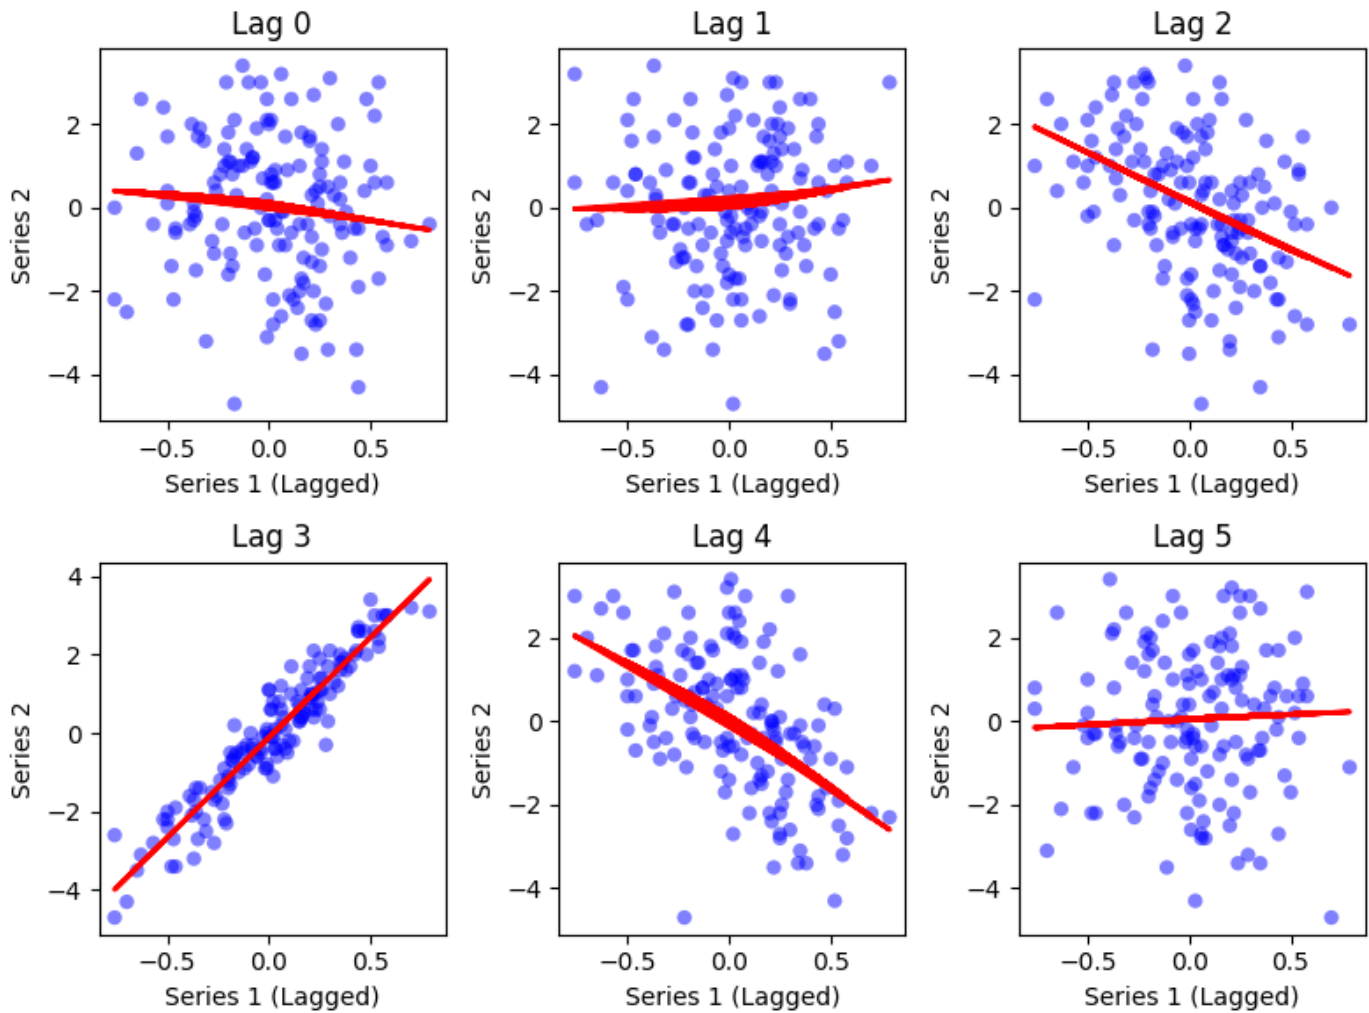 Lag 0 Lag 1 Lag 2
2 2 2
0 0 0
−2 −2 −2
−4 −4 −4
Series 2 Series 2 Series 2
−0.5 0.0 0.5 −0.5 0.0 0.5 −0.5 0.0 0.5
Series 1 (Lagged) Series 1 (Lagged) Series 1 (Lagged)
Lag 3 Lag 4 Lag 5
4
2 2 2
0 0 0
−2 −2 −2
−4 −4 −4
Series 2 Series 2 Series 2
−0.5 0.0 0.5 −0.5 0.0 0.5 −0.5 0.0 0.5
Series 1 (Lagged) Series 1 (Lagged) Series 1 (Lagged)